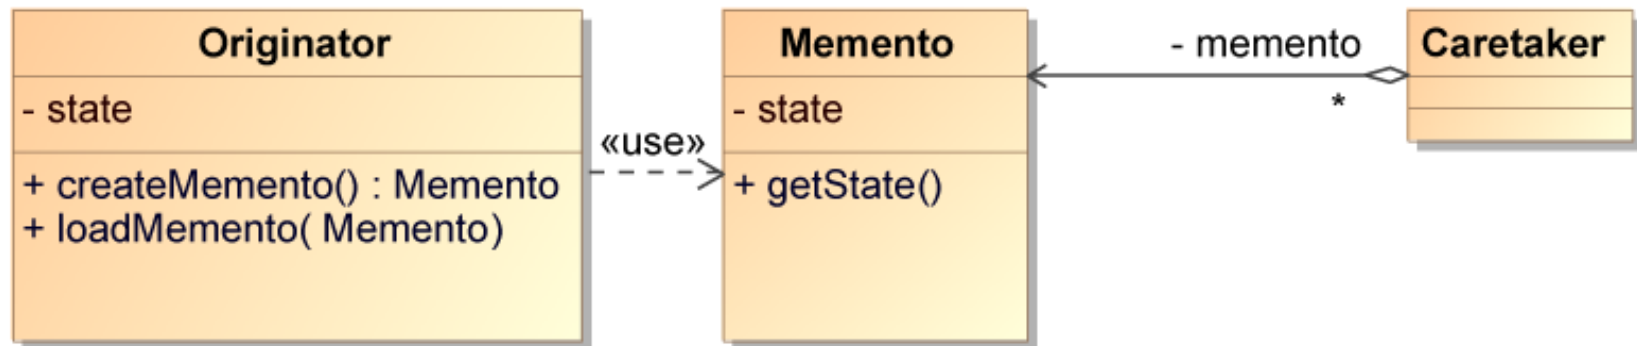 Originator
- state
+ createMemento() : Memento
+ loadMemento( Memento)
«use»
Memento
- state
+ getState()
- memento
*
Caretaker